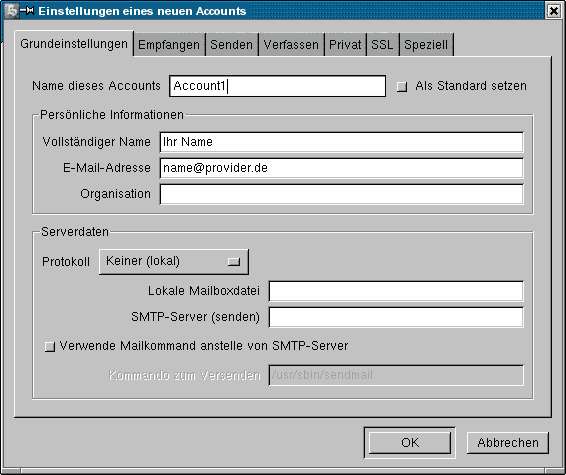 Einstellungen eines neuen Accounts
Grundeinstellungen Empfangen Senden Verfassen Privat SSL Speziell
Name dieses Accounts Account1 Als Standard setzen
Persönliche Informationen
Vollständiger Name Ihr Name
E-Mail-Adresse name@provider.de
Organisation
Serverdaten
Protokoll Keiner (lokal)
Lokale Mailboxdatei
SMTP-Server (senden)
Verwende Mailkommand anstelle von SMTP-Server
Kommando zum Versenden /usr/sbin/sendmail
OK Abbrechen